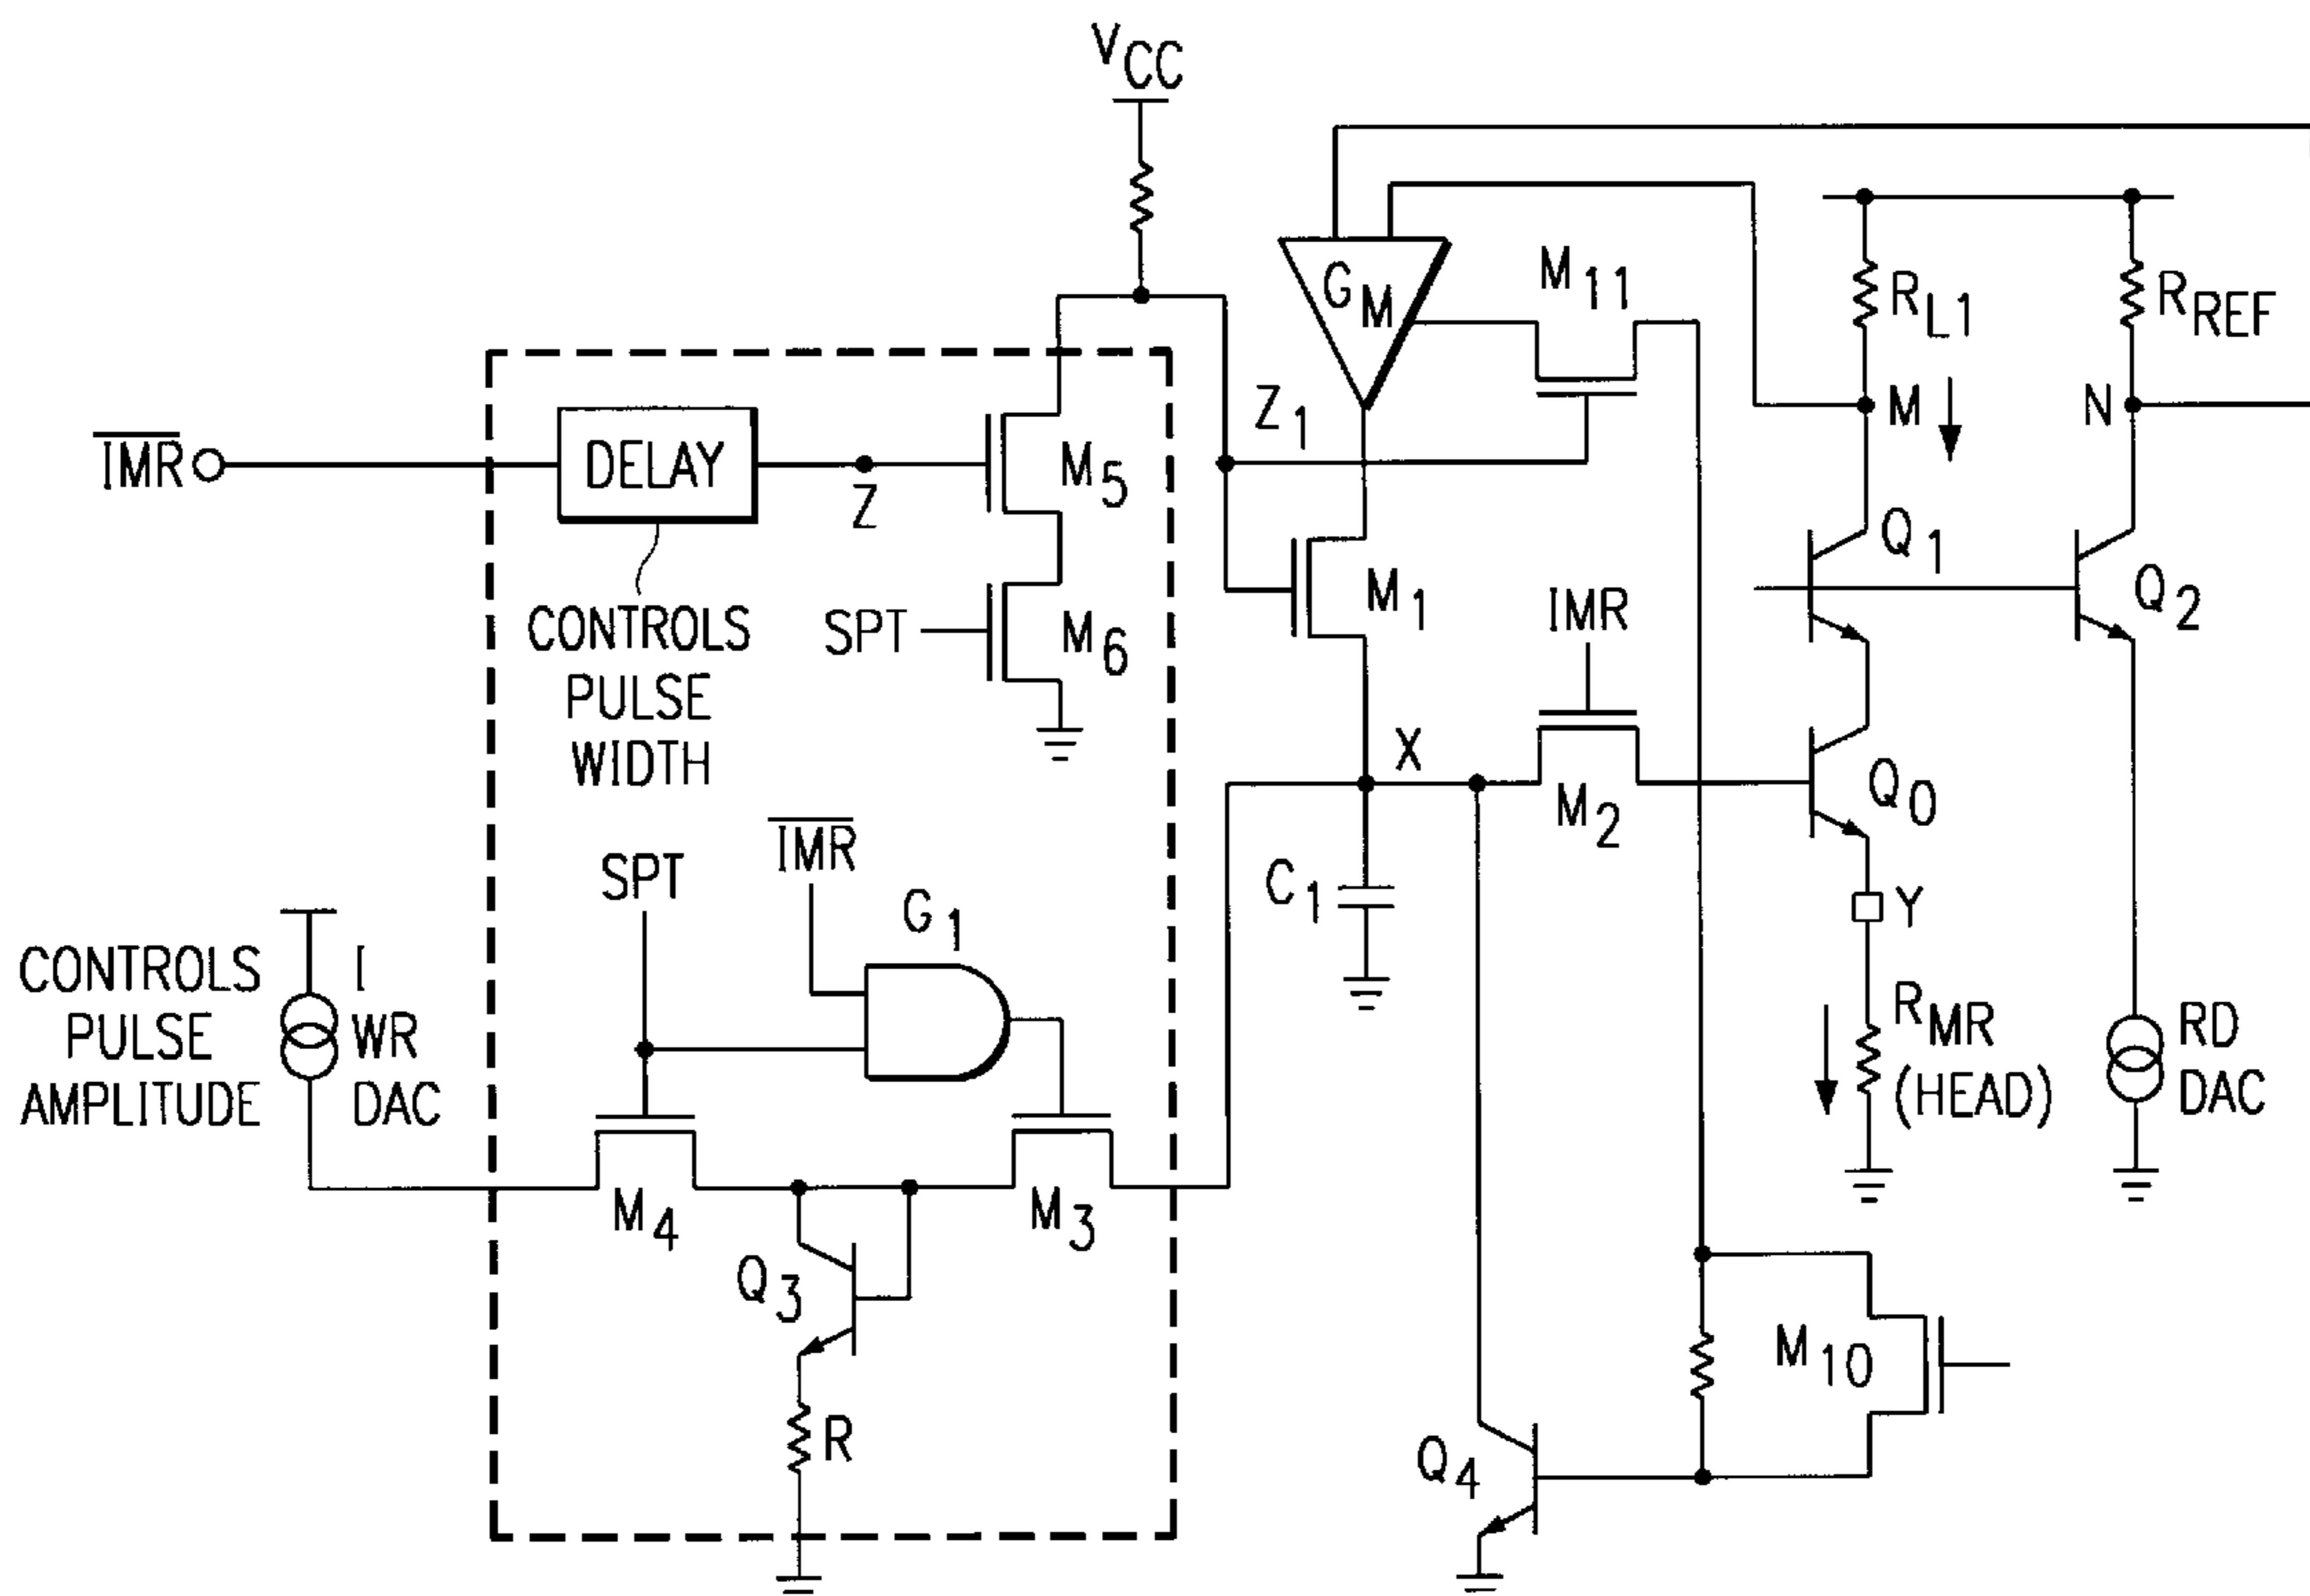 VCC
GM
M11
RL1
RREF
Z1
M
N
IMR
DELAY
Z
M5
CONTROLS
PULSE
WIDTH
SPT
M6
M1
IMR
Q1
Q2
X
M2
Q0
C1
Y
SPT
IMR
G1
CONTROLS
PULSE
AMPLITUDE
I
WR
DAC
RMR
(HEAD)
RD
DAC
M4
M3
Q3
R
M10
Q4